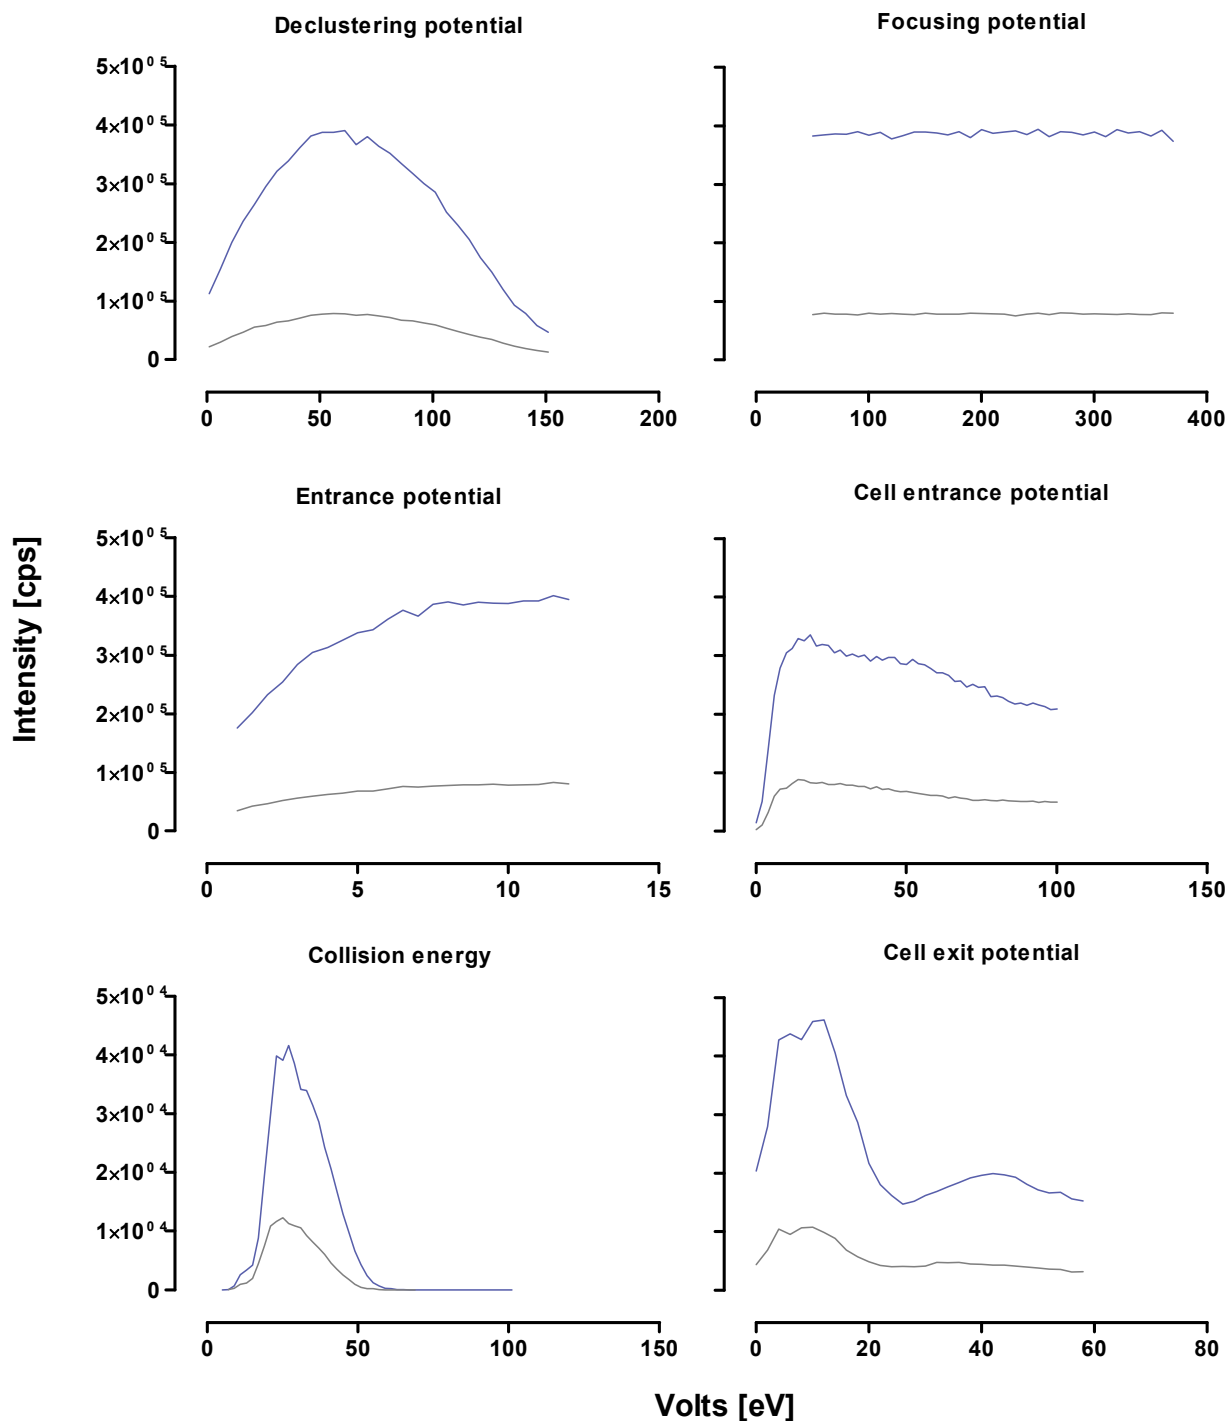 Declustering potential
Focusing potential
5×10⁰⁵
4×10⁰⁵
3×10⁰⁵
2×10⁰⁵
1×10⁰⁵
0
0 50 100 150 200
0 100 200 300 400
Entrance potential
Cell entrance potential
Intensity [cps]
5×10⁰⁵
4×10⁰⁵
3×10⁰⁵
2×10⁰⁵
1×10⁰⁵
0
0 5 10 15
0 50 100 150
Collision energy
Cell exit potential
5×10⁰⁴
4×10⁰⁴
3×10⁰⁴
2×10⁰⁴
1×10⁰⁴
0
0 50 100 150
0 20 40 60 80
Volts [eV]